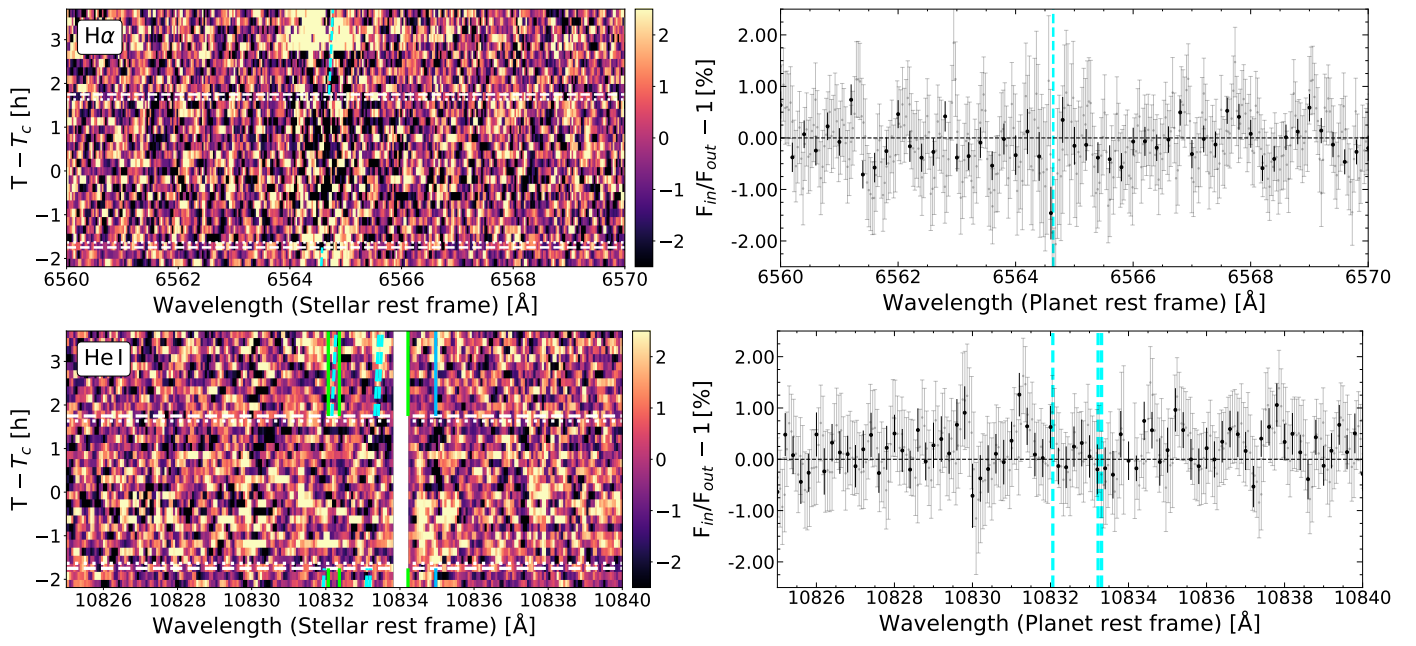 Hα
T − T_c [h]
3
2
1
0
−1
−2
6560 6562 6564 6566 6568 6570
Wavelength (Stellar rest frame) [Å]
2
1
0
−1
−2
F_in/F_out − 1 [%]
2.00
1.00
0.00
-1.00
-2.00
6560 6562 6564 6566 6568 6570
Wavelength (Planet rest frame) [Å]
He I
T − T_c [h]
3
2
1
0
−1
−2
10826 10828 10830 10832 10834 10836 10838 10840
Wavelength (Stellar rest frame) [Å]
2
1
0
−1
−2
F_in/F_out − 1 [%]
2.00
1.00
0.00
-1.00
-2.00
10826 10828 10830 10832 10834 10836 10838 10840
Wavelength (Planet rest frame) [Å]